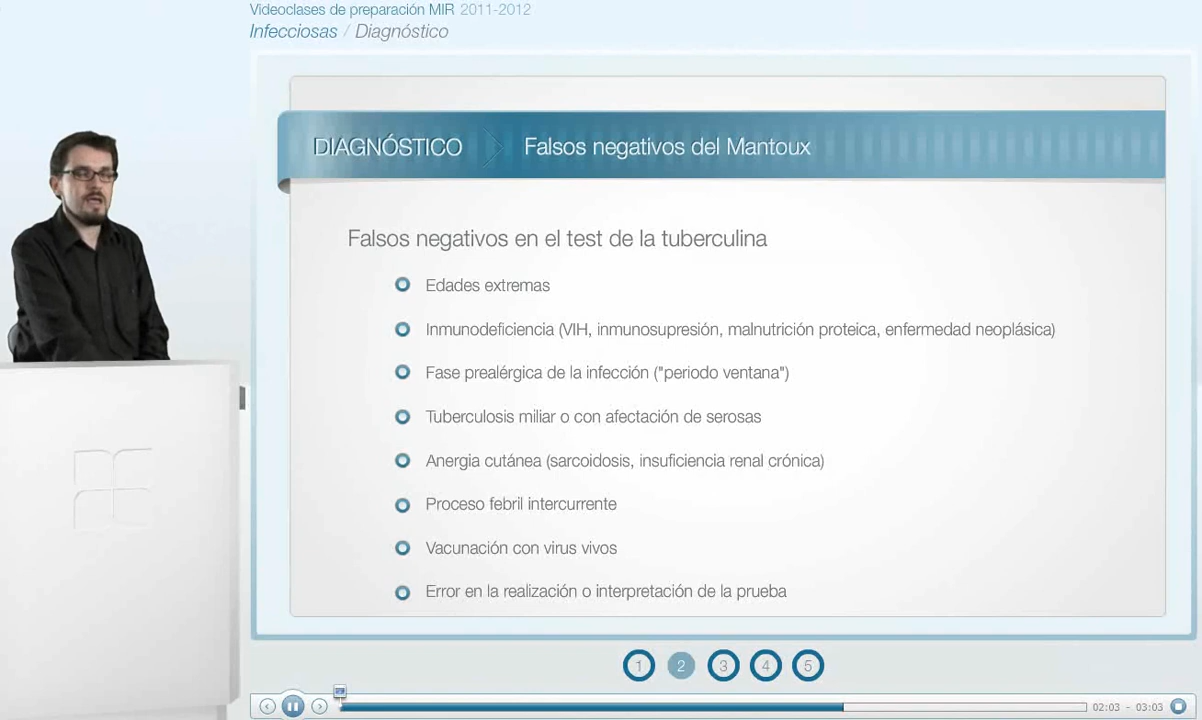 Videoclases de preparación MIR 2011-2012
Infecciosas / Diagnóstico
DIAGNÓSTICO Falsos negativos del Mantoux
Falsos negativos en el test de la tuberculina
Edades extremas
Inmunodeficiencia (VIH, inmunosupresión, malnutrición proteica, enfermedad neoplásica)
Fase prealérgica de la infección ("periodo ventana")
Tuberculosis miliar o con afectación de serosas
Anergia cutánea (sarcoidosis, insuficiencia renal crónica)
Proceso febril intercurrente
Vacunación con virus vivos
Error en la realización o interpretación de la prueba
1 2 3 4 5
02:03 - 03:03